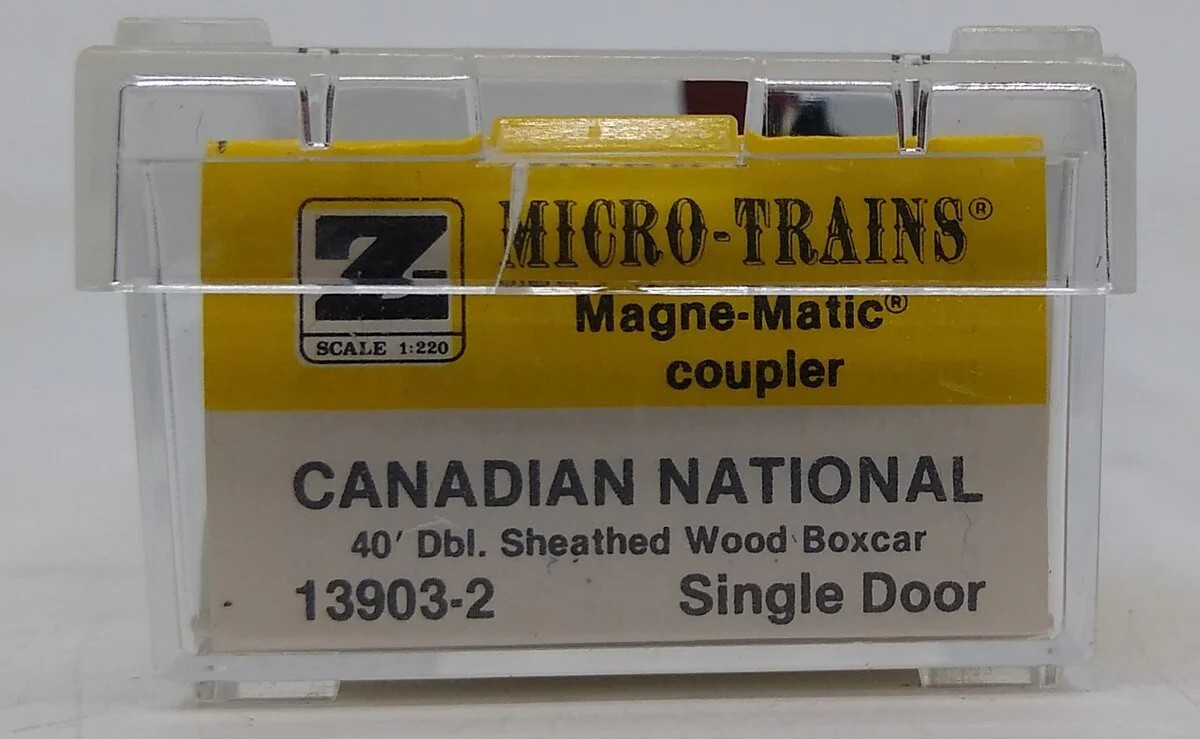 Z
SCALE 1:220
MICRO-TRAINS®
Magne-Matic®
coupler
CANADIAN NATIONAL
40' Dbl. Sheathed Wood Boxcar
13903-2 Single Door